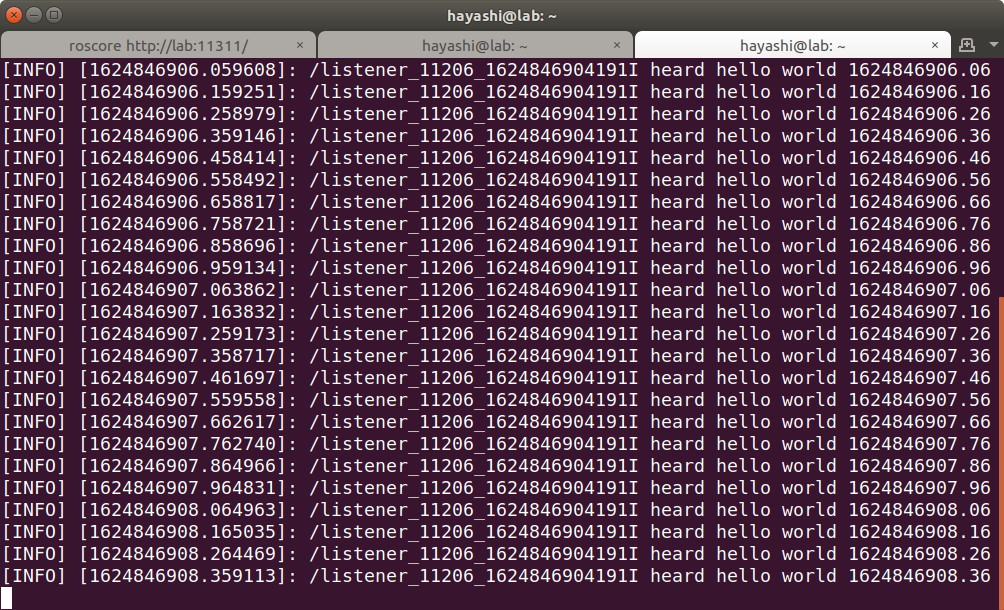 hayashi@lab: ~
roscore http://lab:11311/ × hayashi@lab: ~ × hayashi@lab: ~ ×
[INFO] [1624846906.059608]: /listener_11206_1624846904191I heard hello world 1624846906.06
[INFO] [1624846906.159251]: /listener_11206_1624846904191I heard hello world 1624846906.16
[INFO] [1624846906.258979]: /listener_11206_1624846904191I heard hello world 1624846906.26
[INFO] [1624846906.359146]: /listener_11206_1624846904191I heard hello world 1624846906.36
[INFO] [1624846906.458414]: /listener_11206_1624846904191I heard hello world 1624846906.46
[INFO] [1624846906.558492]: /listener_11206_1624846904191I heard hello world 1624846906.56
[INFO] [1624846906.658817]: /listener_11206_1624846904191I heard hello world 1624846906.66
[INFO] [1624846906.758721]: /listener_11206_1624846904191I heard hello world 1624846906.76
[INFO] [1624846906.858696]: /listener_11206_1624846904191I heard hello world 1624846906.86
[INFO] [1624846906.959134]: /listener_11206_1624846904191I heard hello world 1624846906.96
[INFO] [1624846907.063862]: /listener_11206_1624846904191I heard hello world 1624846907.06
[INFO] [1624846907.163832]: /listener_11206_1624846904191I heard hello world 1624846907.16
[INFO] [1624846907.259173]: /listener_11206_1624846904191I heard hello world 1624846907.26
[INFO] [1624846907.358717]: /listener_11206_1624846904191I heard hello world 1624846907.36
[INFO] [1624846907.461697]: /listener_11206_1624846904191I heard hello world 1624846907.46
[INFO] [1624846907.559558]: /listener_11206_1624846904191I heard hello world 1624846907.56
[INFO] [1624846907.662617]: /listener_11206_1624846904191I heard hello world 1624846907.66
[INFO] [1624846907.762740]: /listener_11206_1624846904191I heard hello world 1624846907.76
[INFO] [1624846907.864966]: /listener_11206_1624846904191I heard hello world 1624846907.86
[INFO] [1624846907.964831]: /listener_11206_1624846904191I heard hello world 1624846907.96
[INFO] [1624846908.064963]: /listener_11206_1624846904191I heard hello world 1624846908.06
[INFO] [1624846908.165035]: /listener_11206_1624846904191I heard hello world 1624846908.16
[INFO] [1624846908.264469]: /listener_11206_1624846904191I heard hello world 1624846908.26
[INFO] [1624846908.359113]: /listener_11206_1624846904191I heard hello world 1624846908.36